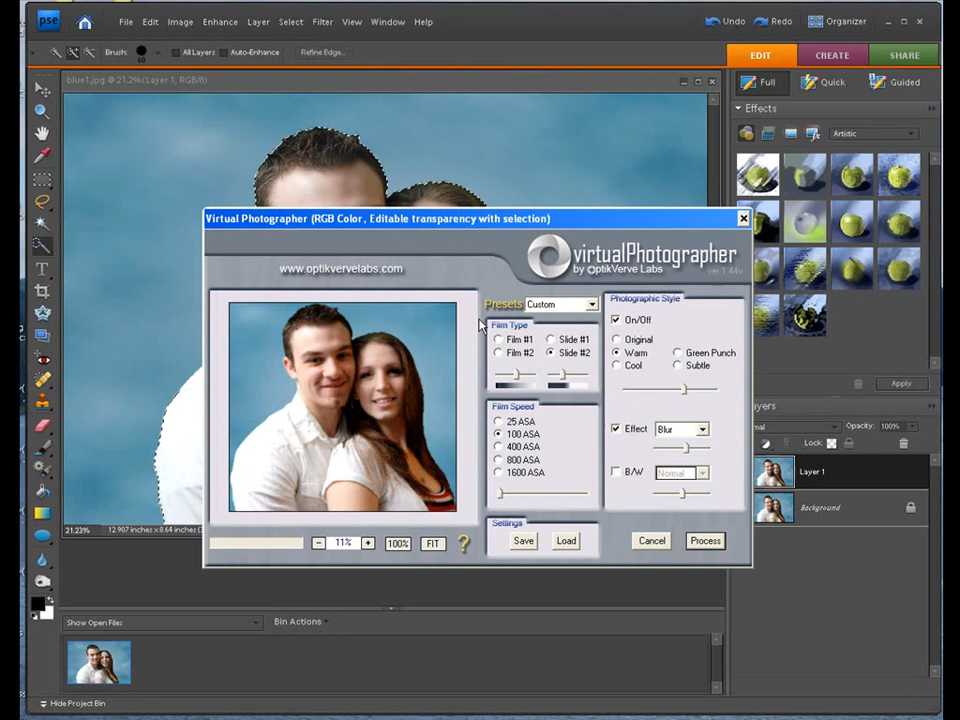 pse File Edit Image Enhance Layer Select Filter View Window Help Undo Redo Organizer
Brush: 60 All Layers Auto-Enhance Refine Edge...
EDIT CREATE SHARE
blue1.jpg @ 21.2%(Layer 1, RGB/8)
Full Quick Guided
Effects
Artistic
Virtual Photographer (RGB Color, Editable transparency with selection)
virtualPhotographer
www.optikvervelabs.com
by OptikVerve Labs
ver 1.44v
Presets Custom
Photographic Style
On/Off
Film Type
Film #1 Slide #1
Film #2 Slide #2
Original
Warm Green Punch
Cool Subtle
Film Speed
25 ASA
100 ASA
400 ASA
800 ASA
1600 ASA
Effect Blur
B/W Normal
Settings
Save Load
Cancel Process
11% 100% FIT ?
Apply
ayers
mal Opacity: 100%
Lock:
Layer 1
Background
21.23% 12.907 inches x 8.64 inches
Show Open Files Bin Actions
Hide Project Bin